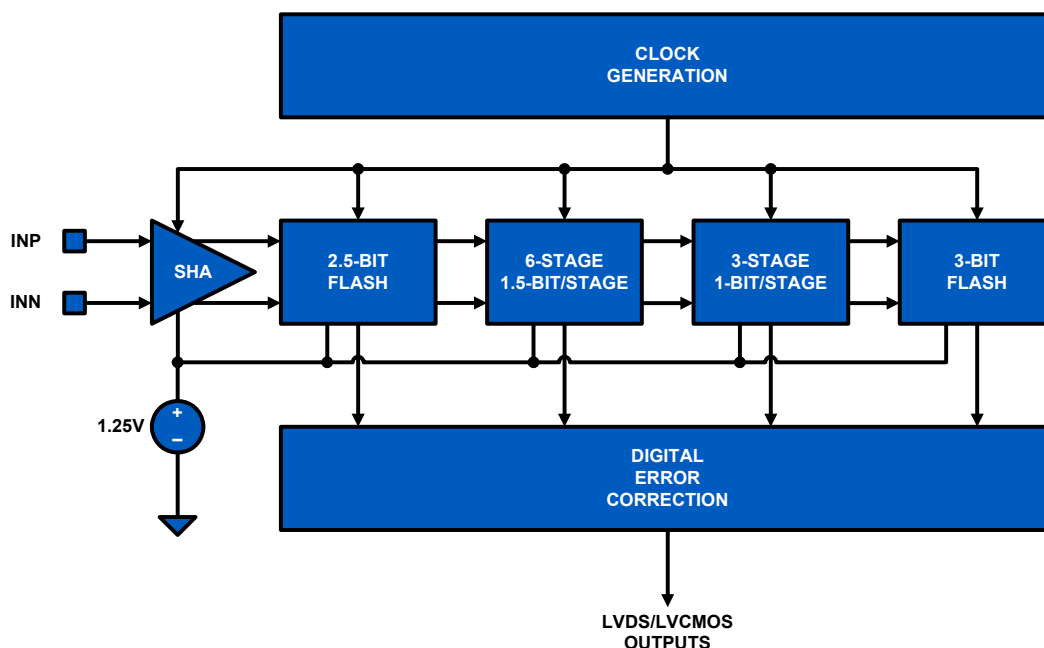 CLOCK
GENERATION
INP
INN
SHA
2.5-BIT
FLASH
6-STAGE
1.5-BIT/STAGE
3-STAGE
1-BIT/STAGE
3-BIT
FLASH
1.25V
+
−
DIGITAL
ERROR
CORRECTION
LVDS/LVCMOS
OUTPUTS